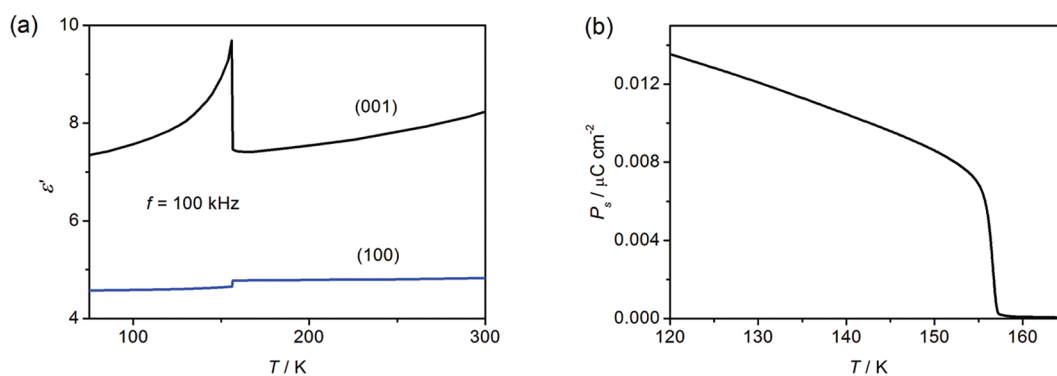 (a)
10
8
6
4
ε'
(001)
f = 100 kHz
(100)
100
200
300
T / K
(b)
0.012
0.008
0.004
0.000
P_s / μC cm⁻²
120
130
140
150
160
T / K